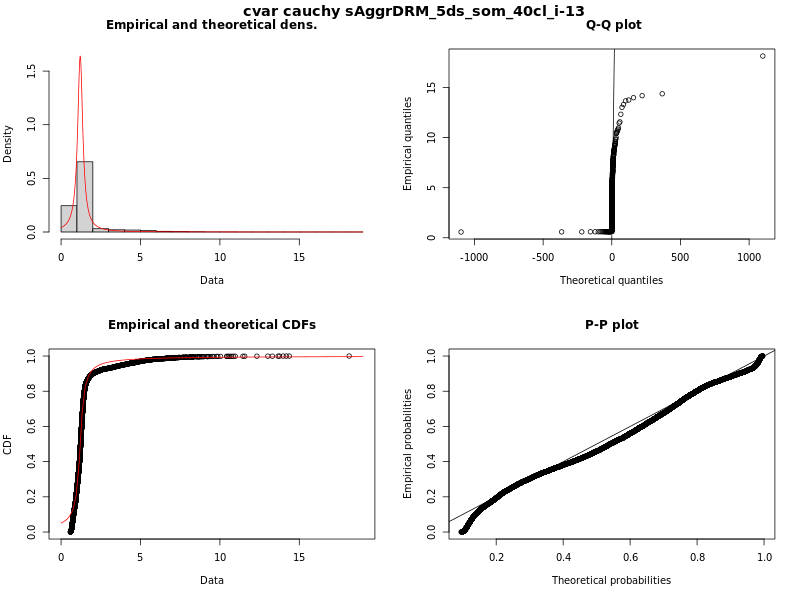 cvar cauchy sAggrDRM_5ds_som_40cl_i-13
Empirical and theoretical dens.
Density
0.0 0.5 1.0 1.5
0 5 10 15
Data
Q-Q plot
Empirical quantiles
0 5 10 15
-1000 -500 0 500 1000
Theoretical quantiles
Empirical and theoretical CDFs
CDF
0.0 0.2 0.4 0.6 0.8 1.0
0 5 10 15
Data
P-P plot
Empirical probabilities
0.0 0.2 0.4 0.6 0.8 1.0
0.2 0.4 0.6 0.8 1.0
Theoretical probabilities